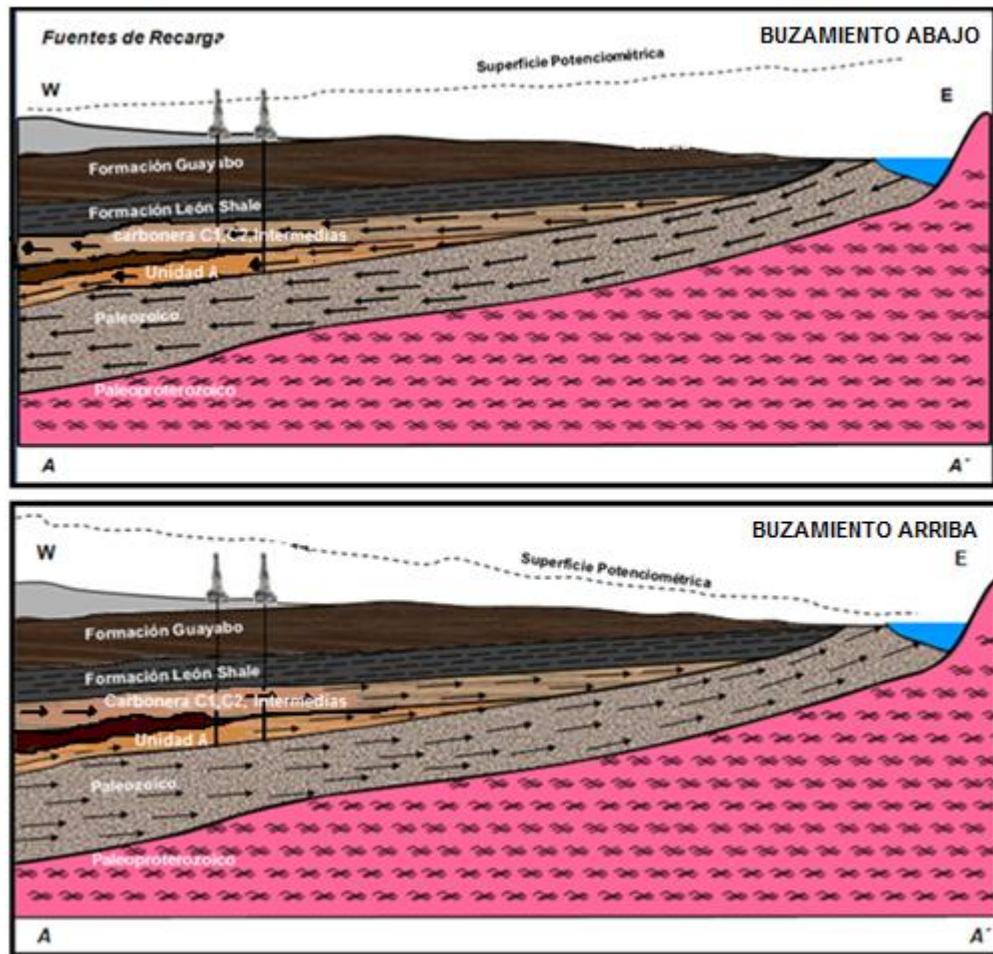 Fuentes de Recarga
BUZAMIENTO ABAJO
Superficie Potenciométrica
W
E
Formación Guayabo
Formación León Shale
carbonera C1,C2,Intermedias
Unidad A
Paleozoico
Paleoproterozoico
A
A´
BUZAMIENTO ARRIBA
W
E
Superficie Potenciométrica
Formación Guayabo
Formación León Shale
Carbonera C1,C2, Intermedias
Unidad A
Paleozoico
Paleoproterozoico
A
A´